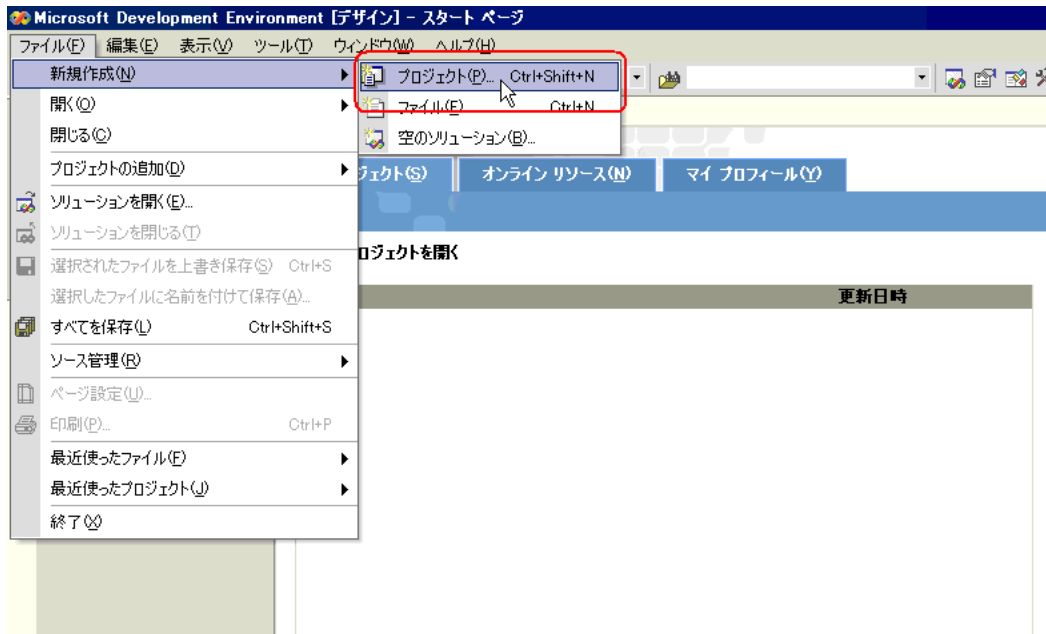 Microsoft Development Environment [デザイン] - スタート ページ
ファイル(F) 編集(E) 表示(V) ツール(T) ウィンドウ(W) ヘルプ(H)
新規作成(N)
プロジェクト(P)... Ctrl+Shift+N
開く(O)
ファイル(F)... Ctrl+N
閉じる(C)
空のソリューション(B)...
プロジェクトの追加(D)
ジェクト(S) オンライン リソース(N) マイ プロフィール(Y)
ソリューションを開く(E)...
ソリューションを閉じる(T)
ロジェクトを開く
選択されたファイルを上書き保存(S) Ctrl+S
選択したファイルに名前を付けて保存(A)...
更新日時
すべてを保存(L) Ctrl+Shift+S
ソース管理(R)
ページ設定(U)...
印刷(P)... Ctrl+P
最近使ったファイル(F)
最近使ったプロジェクト(J)
終了(X)